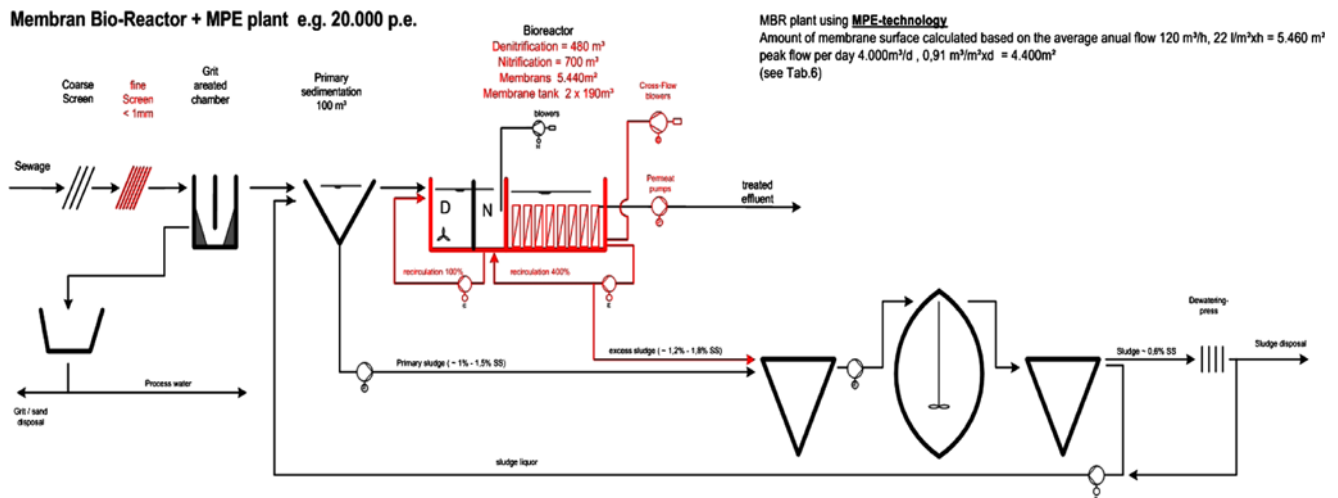 Membran Bio-Reactor + MPE plant e.g. 20.000 p.e.
MBR plant using MPE-technology
Amount of membrane surface calculated based on the average anual flow 120 m³/h, 22 l/m²xh = 5.460 m²
peak flow per day 4.000m³/d , 0,91 m³/m²xd = 4.400m²
(see Tab.6)
Bioreactor
Denitrification = 480 m³
Nitrification = 700 m³
Membrans 5.440m²
Membrane tank 2 x 190m³
Coarse
Screen
fine
Screen
< 1mm
Grit
areated
chamber
Primary
sedimentation
100 m³
blowers
Cross-Flow
blowers
Sewage
D
N
Permeat
pumps
treated
effluent
recirculation 100%
recirculation 400%
Primary sludge (~ 1% - 1,5% SS)
excess sludge (~ 1,2% - 1,8% SS)
Sludge ~ 0,6% SS
Dewatering-
press
Sludge disposal
Process water
Grit / sand
disposal
sludge liquor